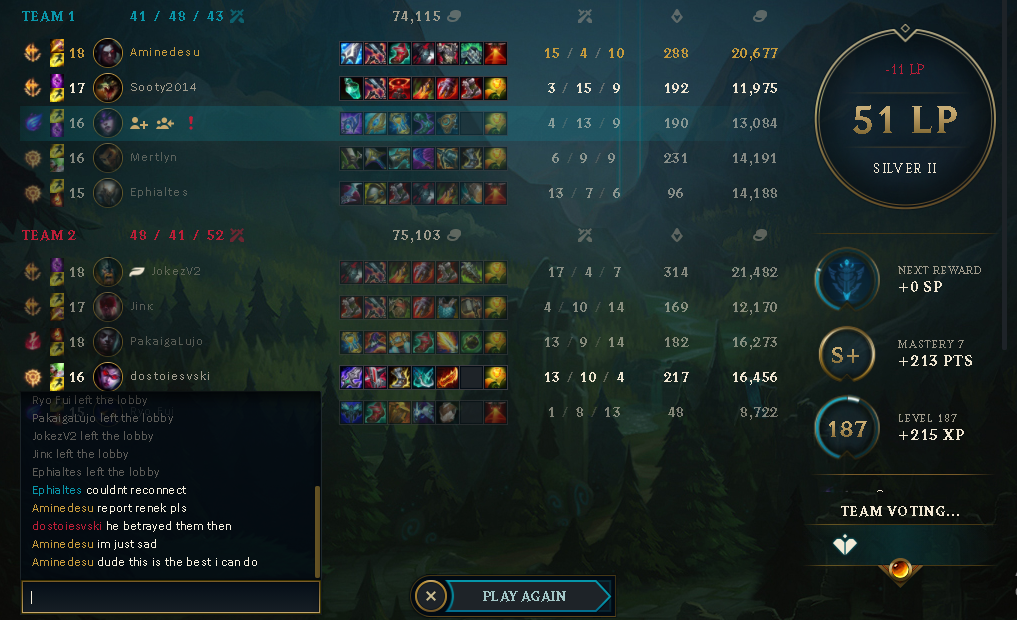 TEAM 1 41 / 48 / 43 74,115
18 Aminedesu 15 / 4 / 10 288 20,677
17 Sooty2014 3 / 15 / 9 192 11,975
16 4 / 13 / 9 190 13,084
16 Mertlyn 6 / 9 / 9 231 14,191
15 Ephialtes 13 / 7 / 6 96 14,188
TEAM 2 48 / 41 / 52 75,103
18 JokezV2 17 / 4 / 7 314 21,482
17 Jinx 4 / 10 / 14 169 12,170
18 PakaigaLujo 13 / 9 / 14 182 16,273
16 dostoiesvski 13 / 10 / 4 217 16,456
15 1 / 8 / 13 48 8,722
Ryo Fui left the lobby
PakaigaLujo left the lobby
JokezV2 left the lobby
Jinx left the lobby
Ephialtes left the lobby
Ephialtes couldnt reconnect
Aminedesu report renek pls
dostoiesvski he betrayed them then
Aminedesu im just sad
Aminedesu dude this is the best i can do
PLAY AGAIN
-11 LP
51 LP
SILVER II
NEXT REWARD
+0 SP
S+
MASTERY 7
+213 PTS
187
LEVEL 187
+215 XP
TEAM VOTING...